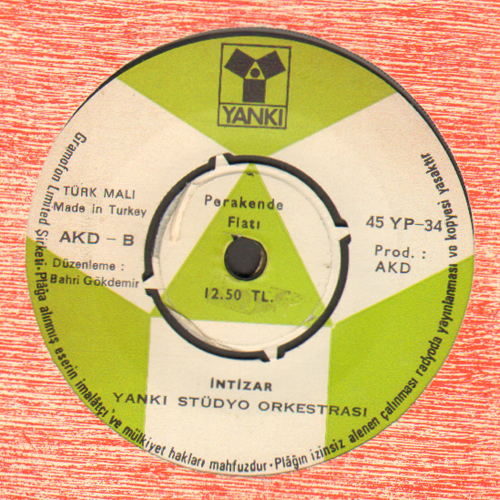 YANKI
TÜRK MALI
Made in Turkey
AKD - B
Düzenleme :
Bahri Gökdemir
Perakende
Fiatı
12.50 TL.
45 YP-34
Prod. :
AKD
İNTİZAR
YANKI STÜDYO ORKESTRASI
Gramofon Limited Şirketi·Plâğa alınmış eserin imalâtçı ve mülkiyet hakları mahfuzdur·Plâğın izinsiz alenen çalınması radyoda yayınlanması ve kopyesi yasaktır